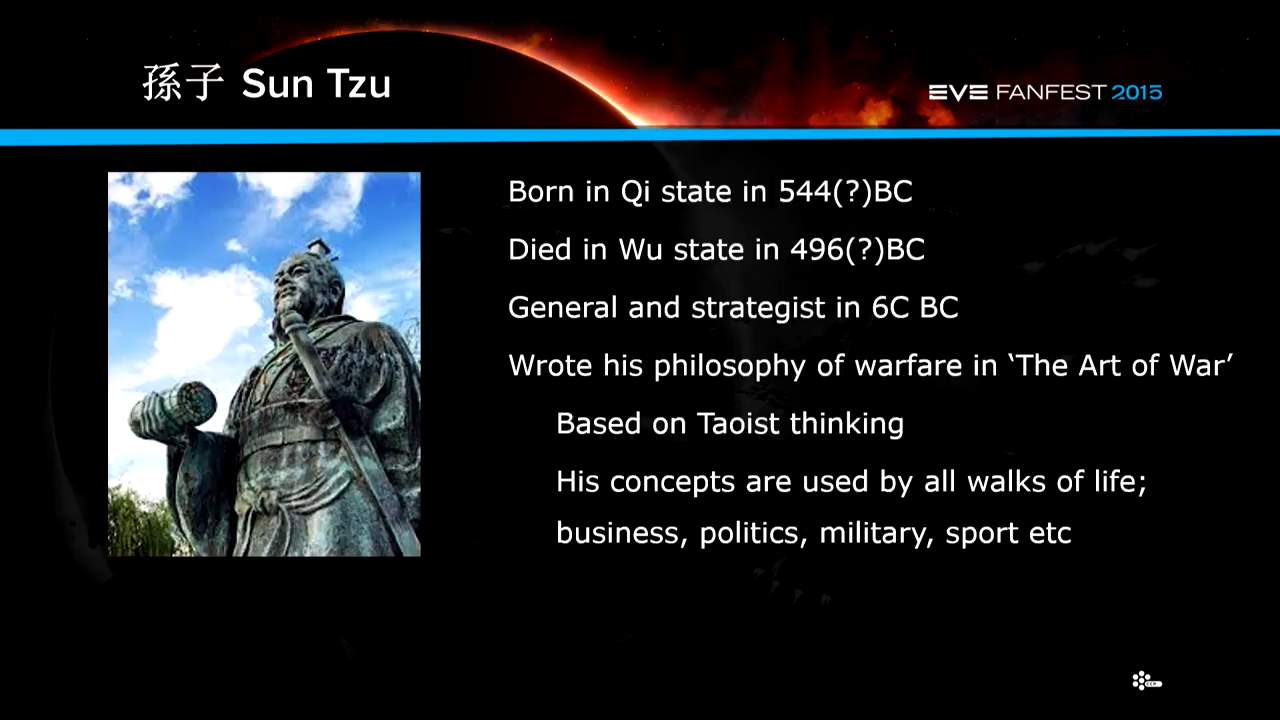 孫子 Sun Tzu
EVE FANFEST 2015
Born in Qi state in 544(?)BC
Died in Wu state in 496(?)BC
General and strategist in 6C BC
Wrote his philosophy of warfare in ‘The Art of War’
Based on Taoist thinking
His concepts are used by all walks of life;
business, politics, military, sport etc
CCP